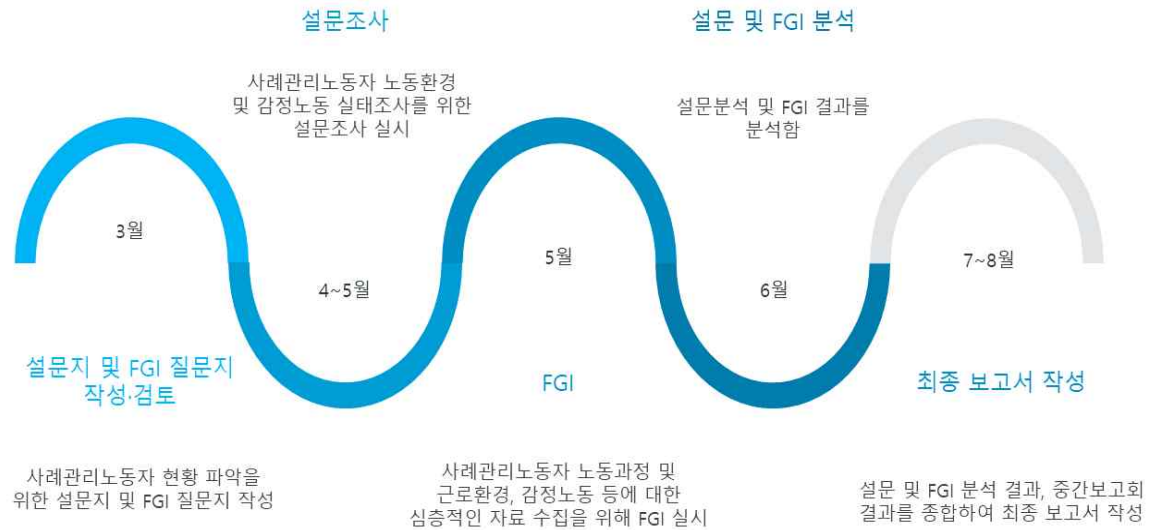 설문조사
사례관리노동자 노동환경
및 감정노동 실태조사를 위한
설문조사 실시
설문 및 FGI 분석
설문분석 및 FGI 결과를
분석함
3월
4~5월
5월
6월
7~8월
설문지 및 FGI 질문지
작성·검토
사례관리노동자 현황 파악을
위한 설문지 및 FGI 질문지 작성
FGI
사례관리노동자 노동과정 및
근로환경, 감정노동 등에 대한
심층적인 자료 수집을 위해 FGI 실시
최종 보고서 작성
설문 및 FGI 분석 결과, 중간보고회
결과를 종합하여 최종 보고서 작성